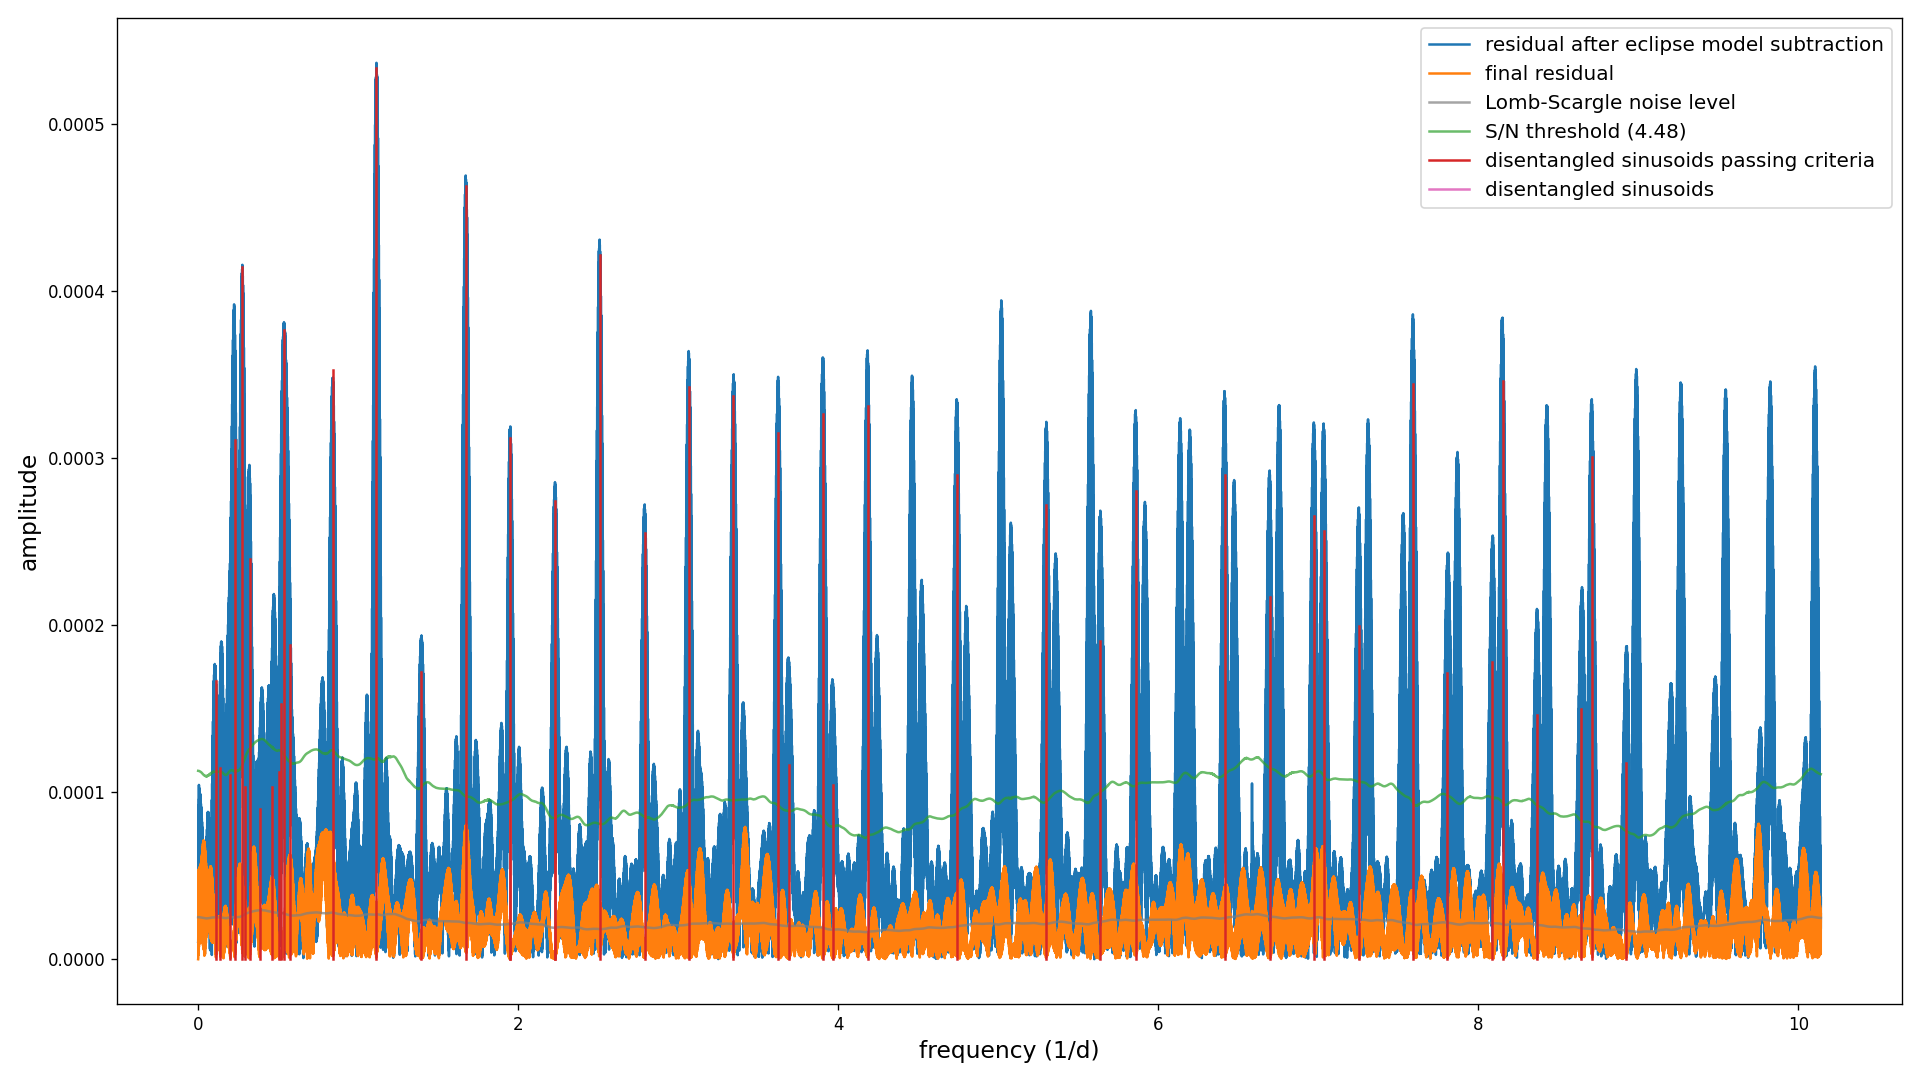 residual after eclipse model subtraction
final residual
Lomb-Scargle noise level
S/N threshold (4.48)
disentangled sinusoids passing criteria
disentangled sinusoids
0.0005
0.0004
0.0003
0.0002
0.0001
0.0000
amplitude
0 2 4 6 8 10
frequency (1/d)